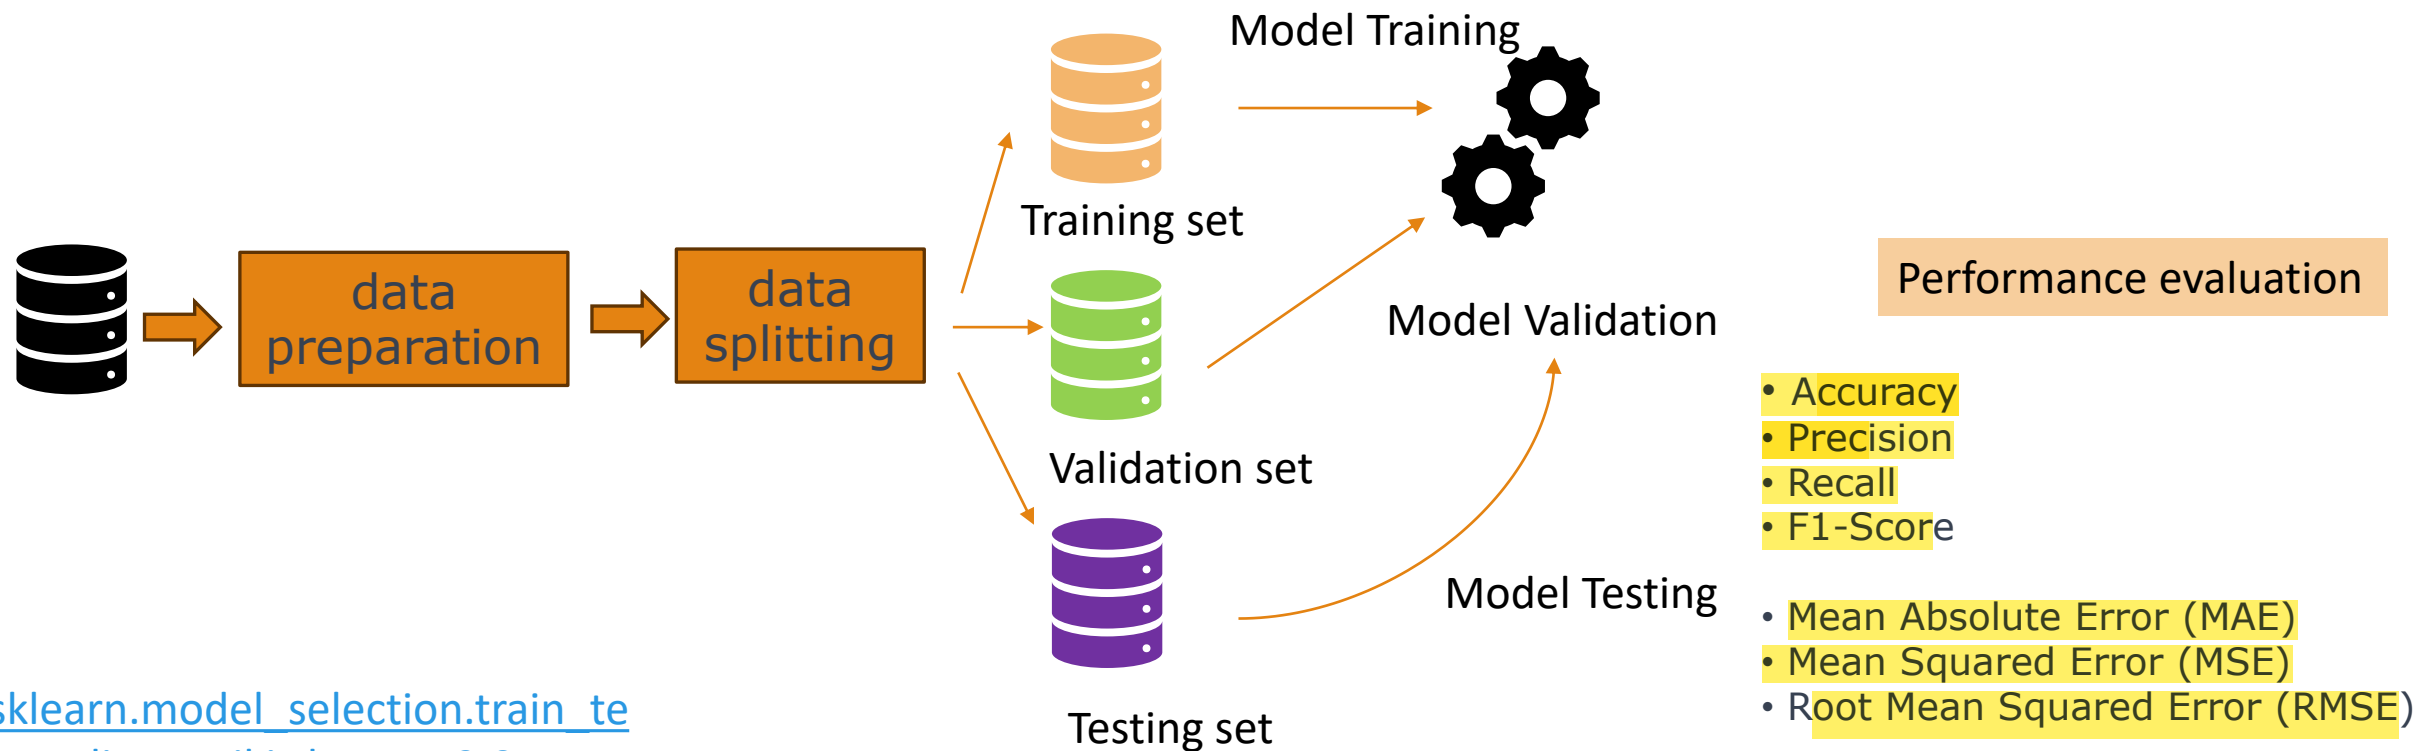 Model Training
Training set
data
preparation
data
splitting
Performance evaluation
Model Validation
• Accuracy
• Precision
• Recall
• F1-Score
Validation set
Model Testing
• Mean Absolute Error (MAE)
• Mean Squared Error (MSE)
• Root Mean Squared Error (RMSE)
sklearn.model_selection.train_te
Testing set